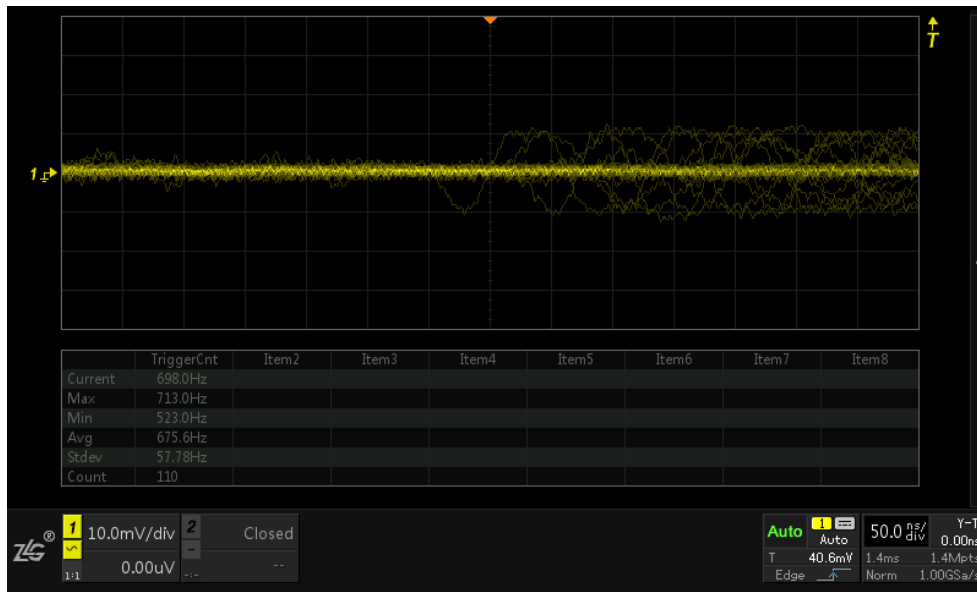 T
1
TriggerCnt Item2 Item3 Item4 Item5 Item6 Item7 Item8
Current 698.0Hz
Max 713.0Hz
Min 523.0Hz
Avg 675.6Hz
Stdev 57.78Hz
Count 110
ZLG®
1 10.0mV/div
1:1 0.00uV
2 Closed
-:- --
Auto 1 Auto
T 40.6mV
Edge
50.0 ns/div Y-T 0.00ns
1.4ms 1.4Mpts
Norm 1.00GSa/s